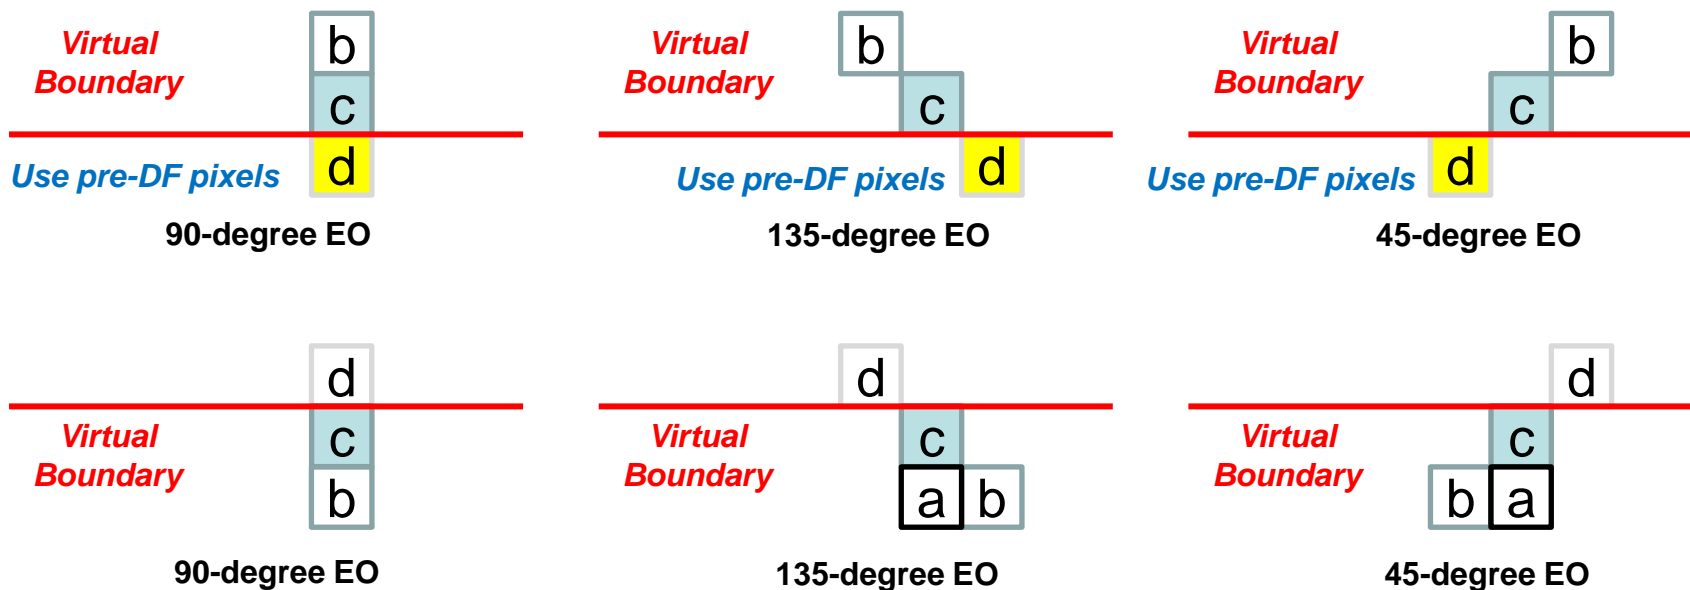 Virtual
Boundary
b
c
d
Use pre-DF pixels
90-degree EO
Virtual
Boundary
b
c
d
Use pre-DF pixels
135-degree EO
Virtual
Boundary
b
c
d
Use pre-DF pixels
45-degree EO
d
Virtual
Boundary
c
b
90-degree EO
d
Virtual
Boundary
c
a b
135-degree EO
d
Virtual
Boundary
c
b a
45-degree EO